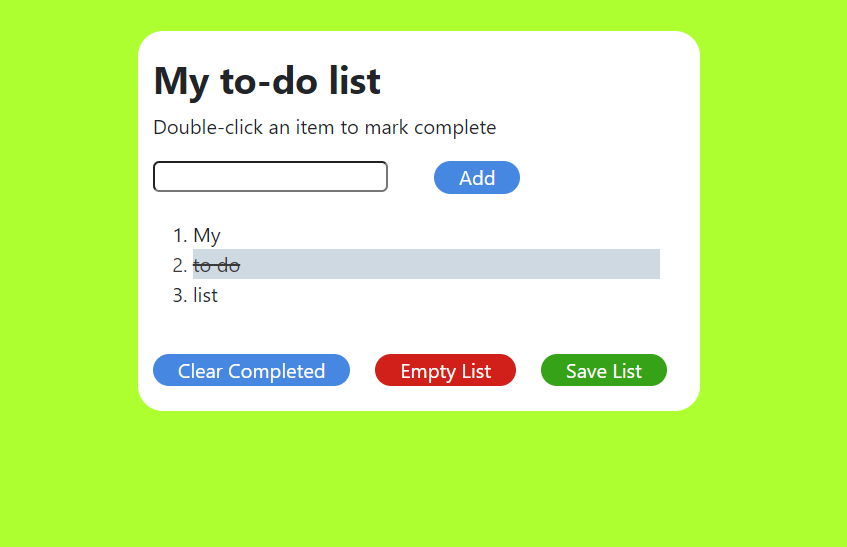 My to-do list
Double-click an item to mark complete
Add
1. My
2. to do
3. list
Clear Completed Empty List Save List